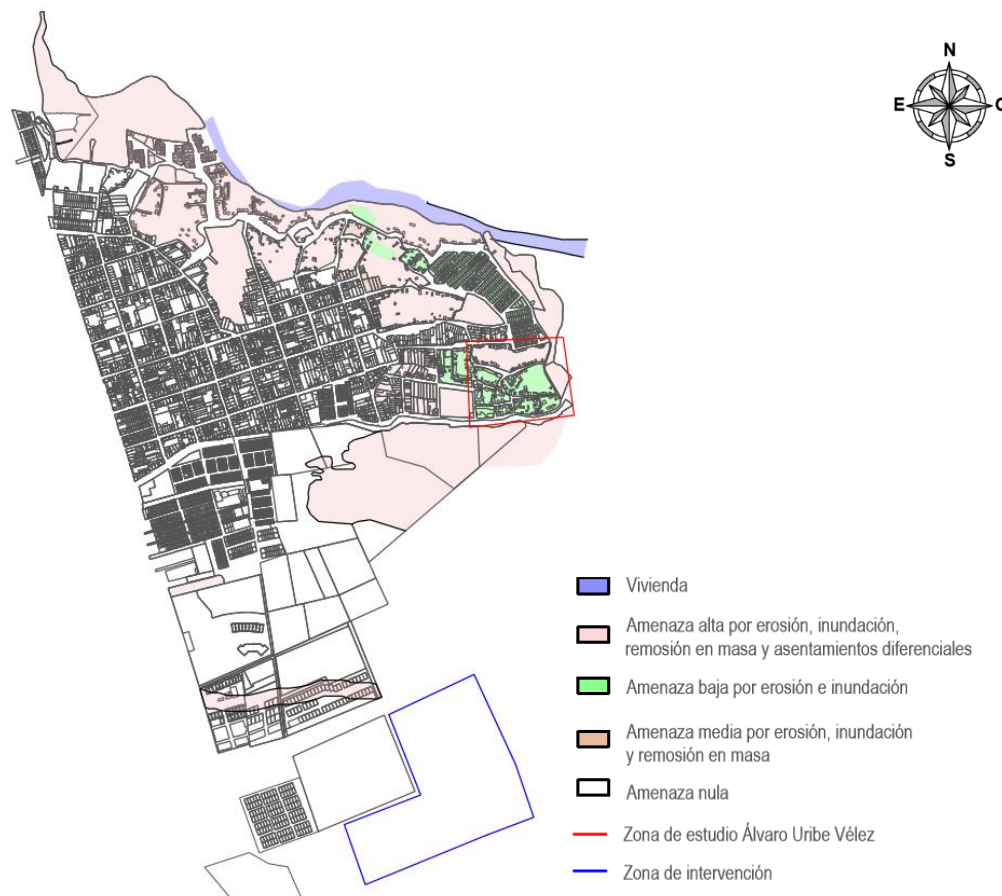 N
E
O
S
Vivienda
Amenaza alta por erosión, inundación,
remosión en masa y asentamientos diferenciales
Amenaza baja por erosión e inundación
Amenaza media por erosión, inundación
y remosión en masa
Amenaza nula
Zona de estudio Álvaro Uribe Vélez
Zona de intervención